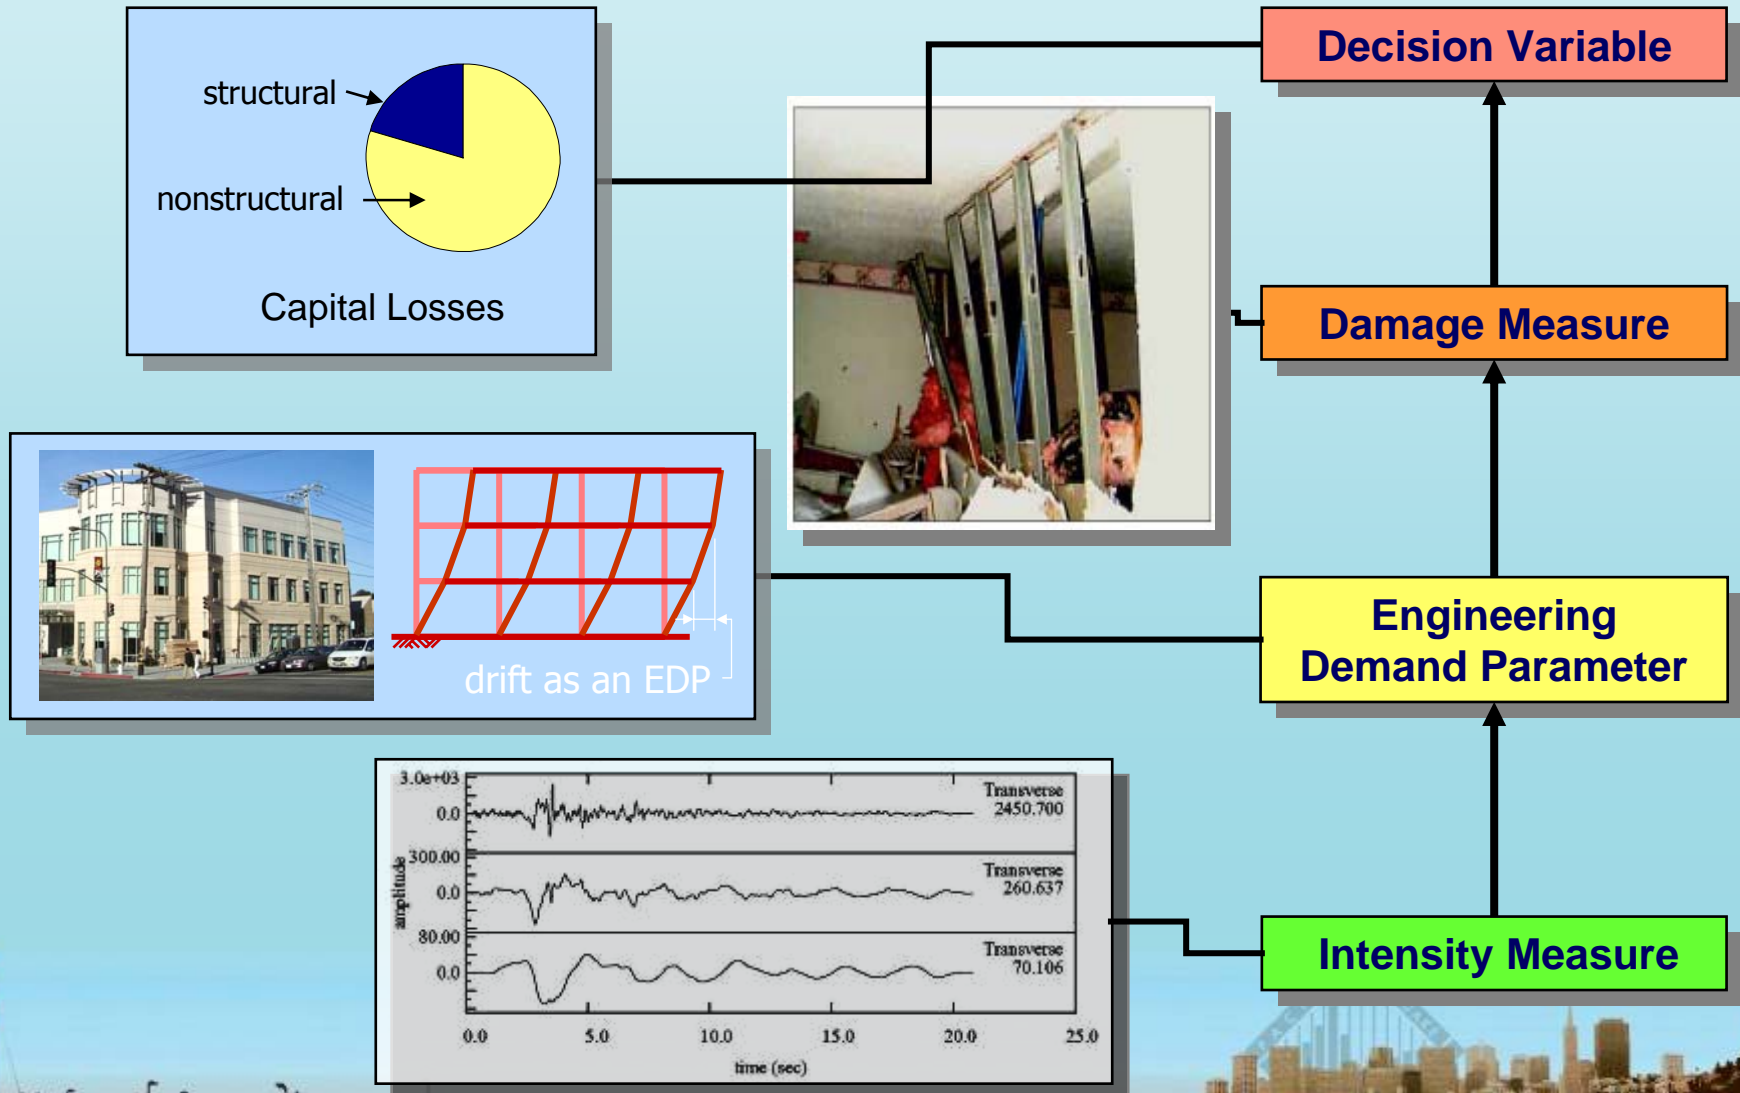 structural
nonstructural
Capital Losses
Decision Variable
Damage Measure
drift as an EDP
Engineering
Demand Parameter
3.0e+03
0.0
Transverse
2450.700
300.00
0.0
Transverse
260.637
80.00
0.0
Transverse
70.106
amplitude
0.0 5.0 10.0 15.0 20.0 25.0
time (sec)
Intensity Measure